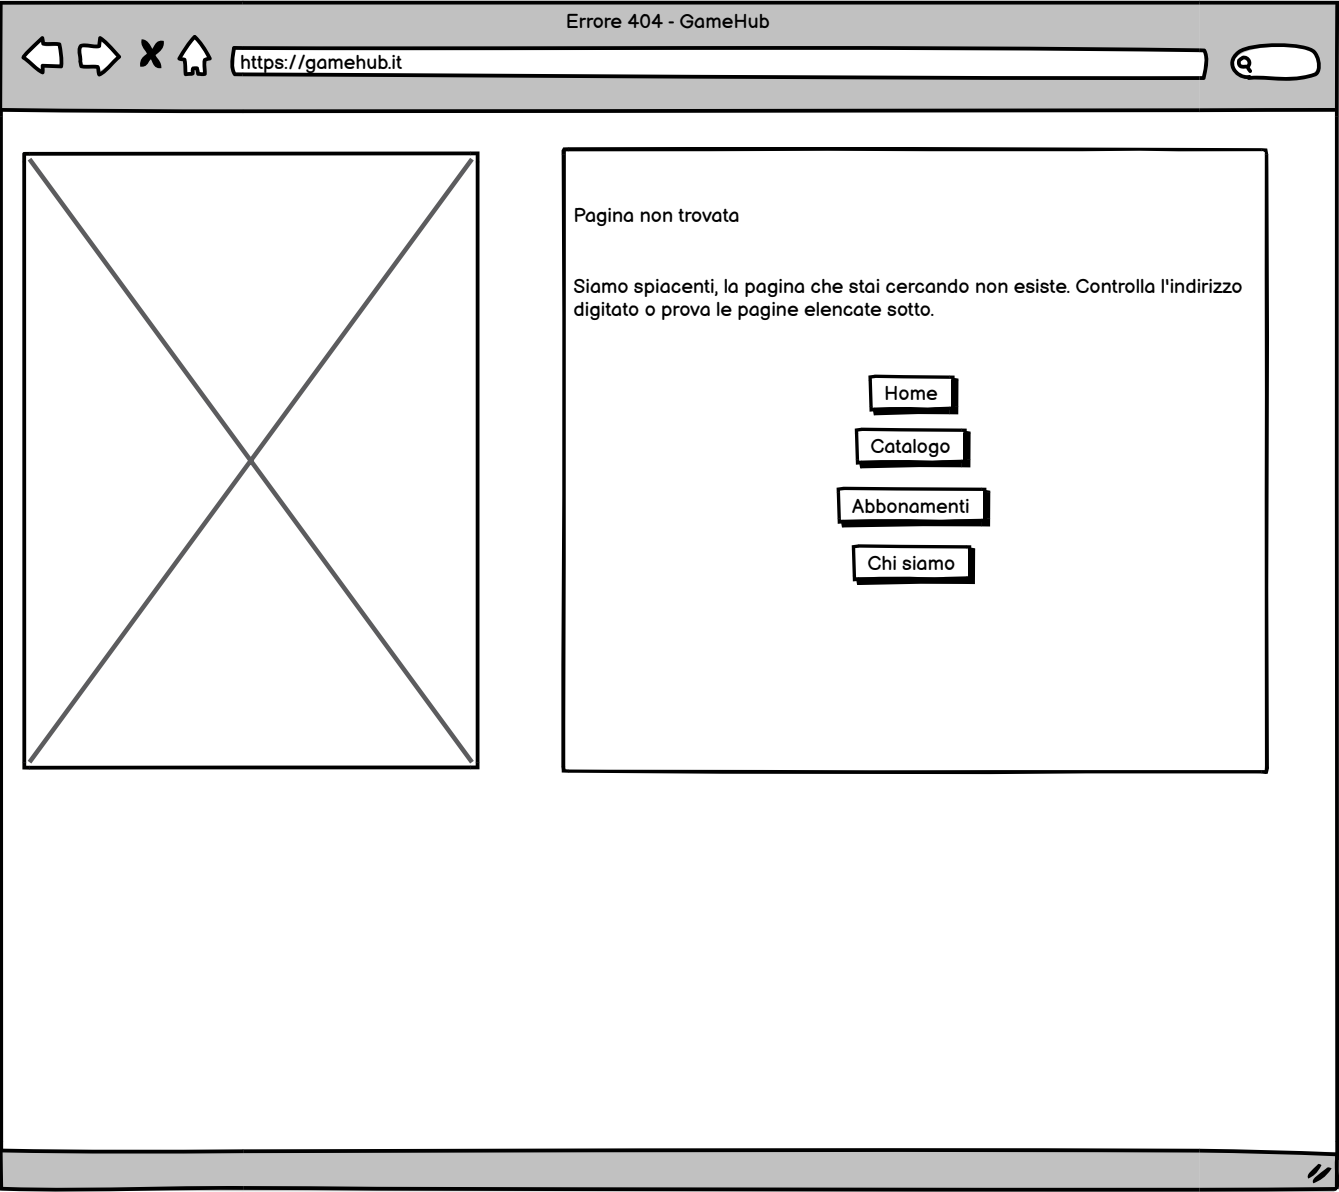 Errore 404 - GameHub
https://gamehub.it
Pagina non trovata
Siamo spiacenti, la pagina che stai cercando non esiste. Controlla l'indirizzo
digitato o prova le pagine elencate sotto.
Home
Catalogo
Abbonamenti
Chi siamo